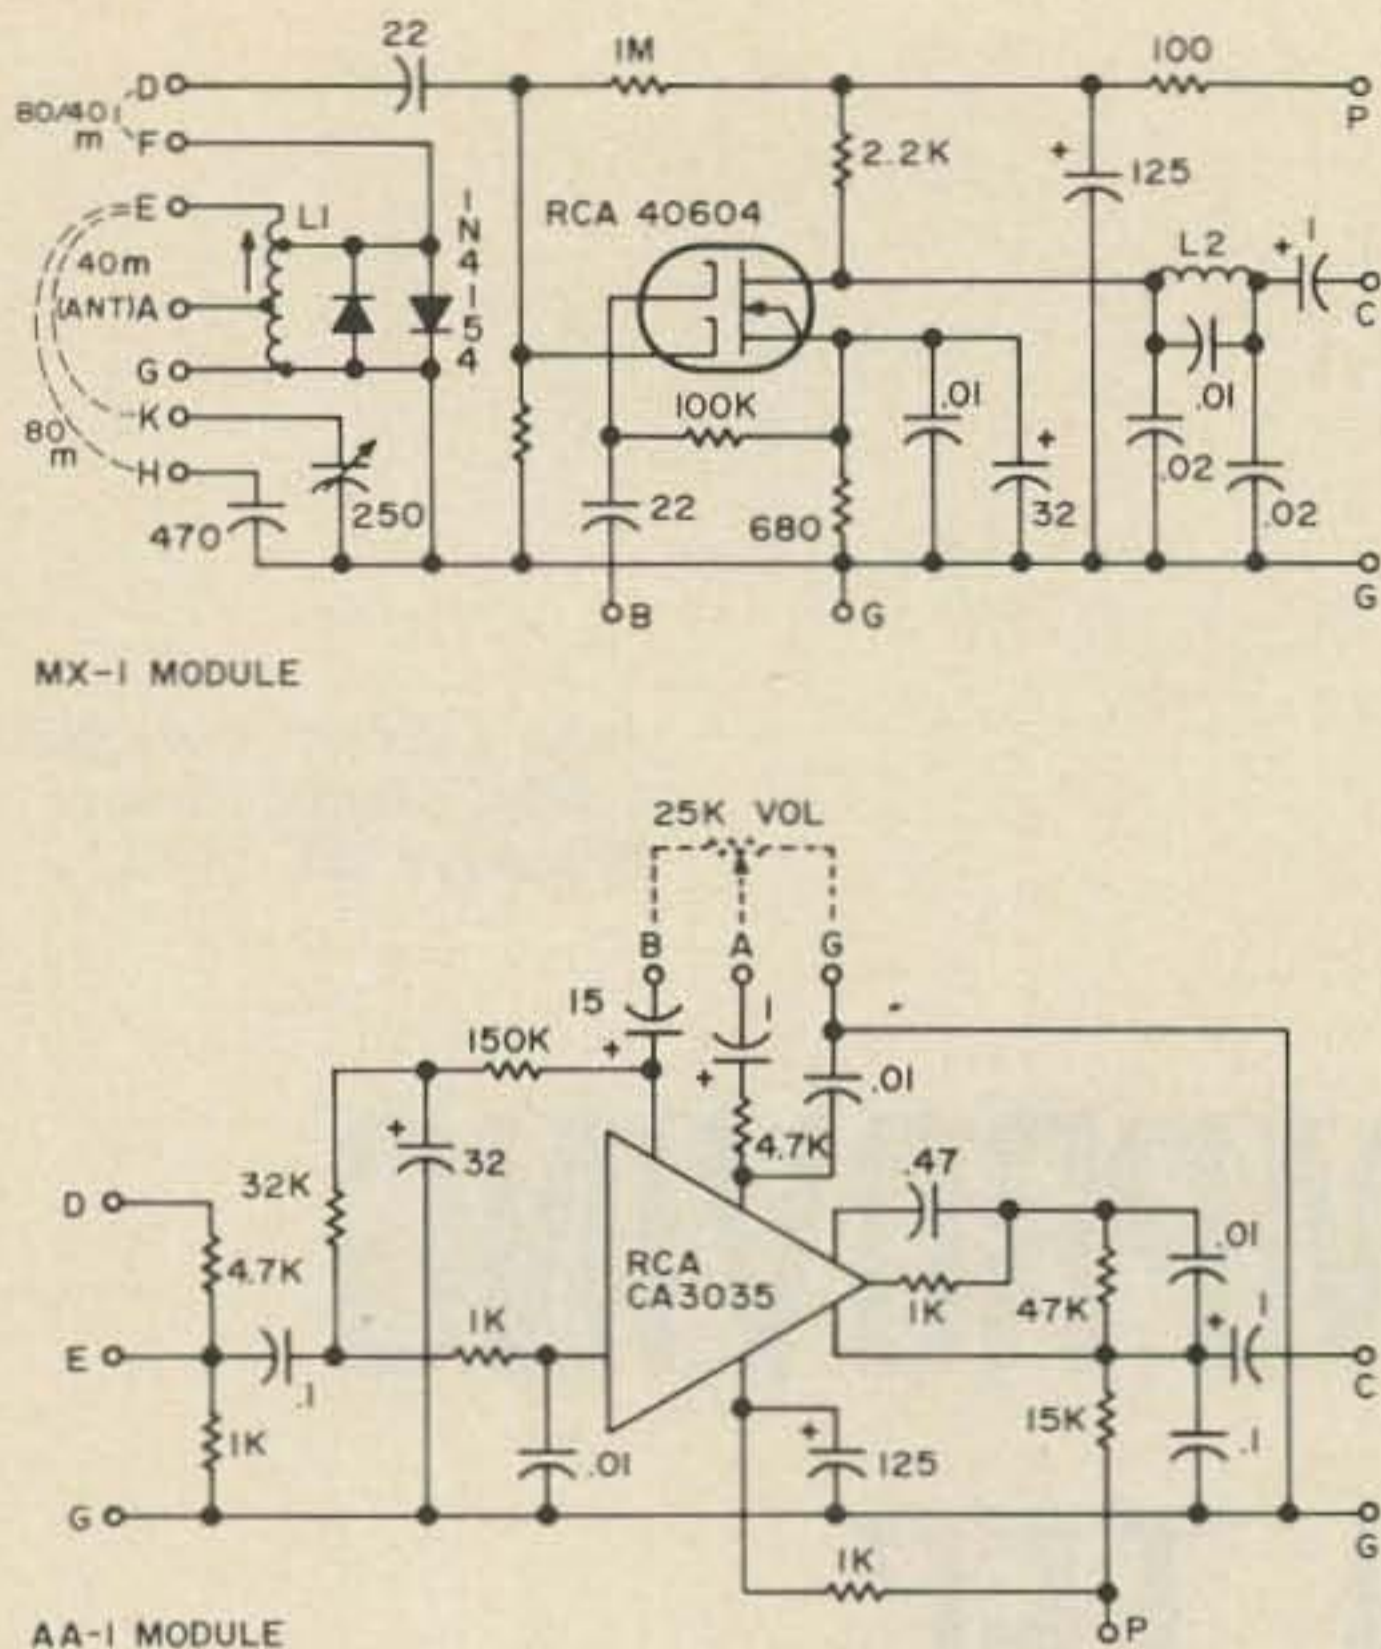 22
1M
100
D
80/40
m
F
P
2.2K
+
125
E
L1
1N4154
RCA 40604
L2
+ 1
40m
(ANT)A
C
G
K
100K
.01
.01
80
m
H
+
.02
470
250
22
680
32
.02
G
B
G
MX-1 MODULE
25K VOL
B
A
G
15
1
150K
+
+
.01
+
32
4.7K
.47
32K
D
4.7K
RCA
CA3035
.01
1K
47K
1K
+
1
E
.1
C
1K
15K
+
.01
125
.1
G
G
1K
P
AA-1 MODULE